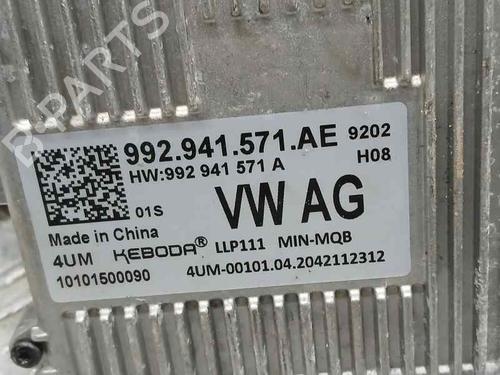 B-PARTS
992.941.571.AE 9202
HW:992 941 571 A H08
01S VW AG
Made in China
4UM KEBODA® LLP111 MIN-MQB
10101500090 4UM-00101.04.2042112312